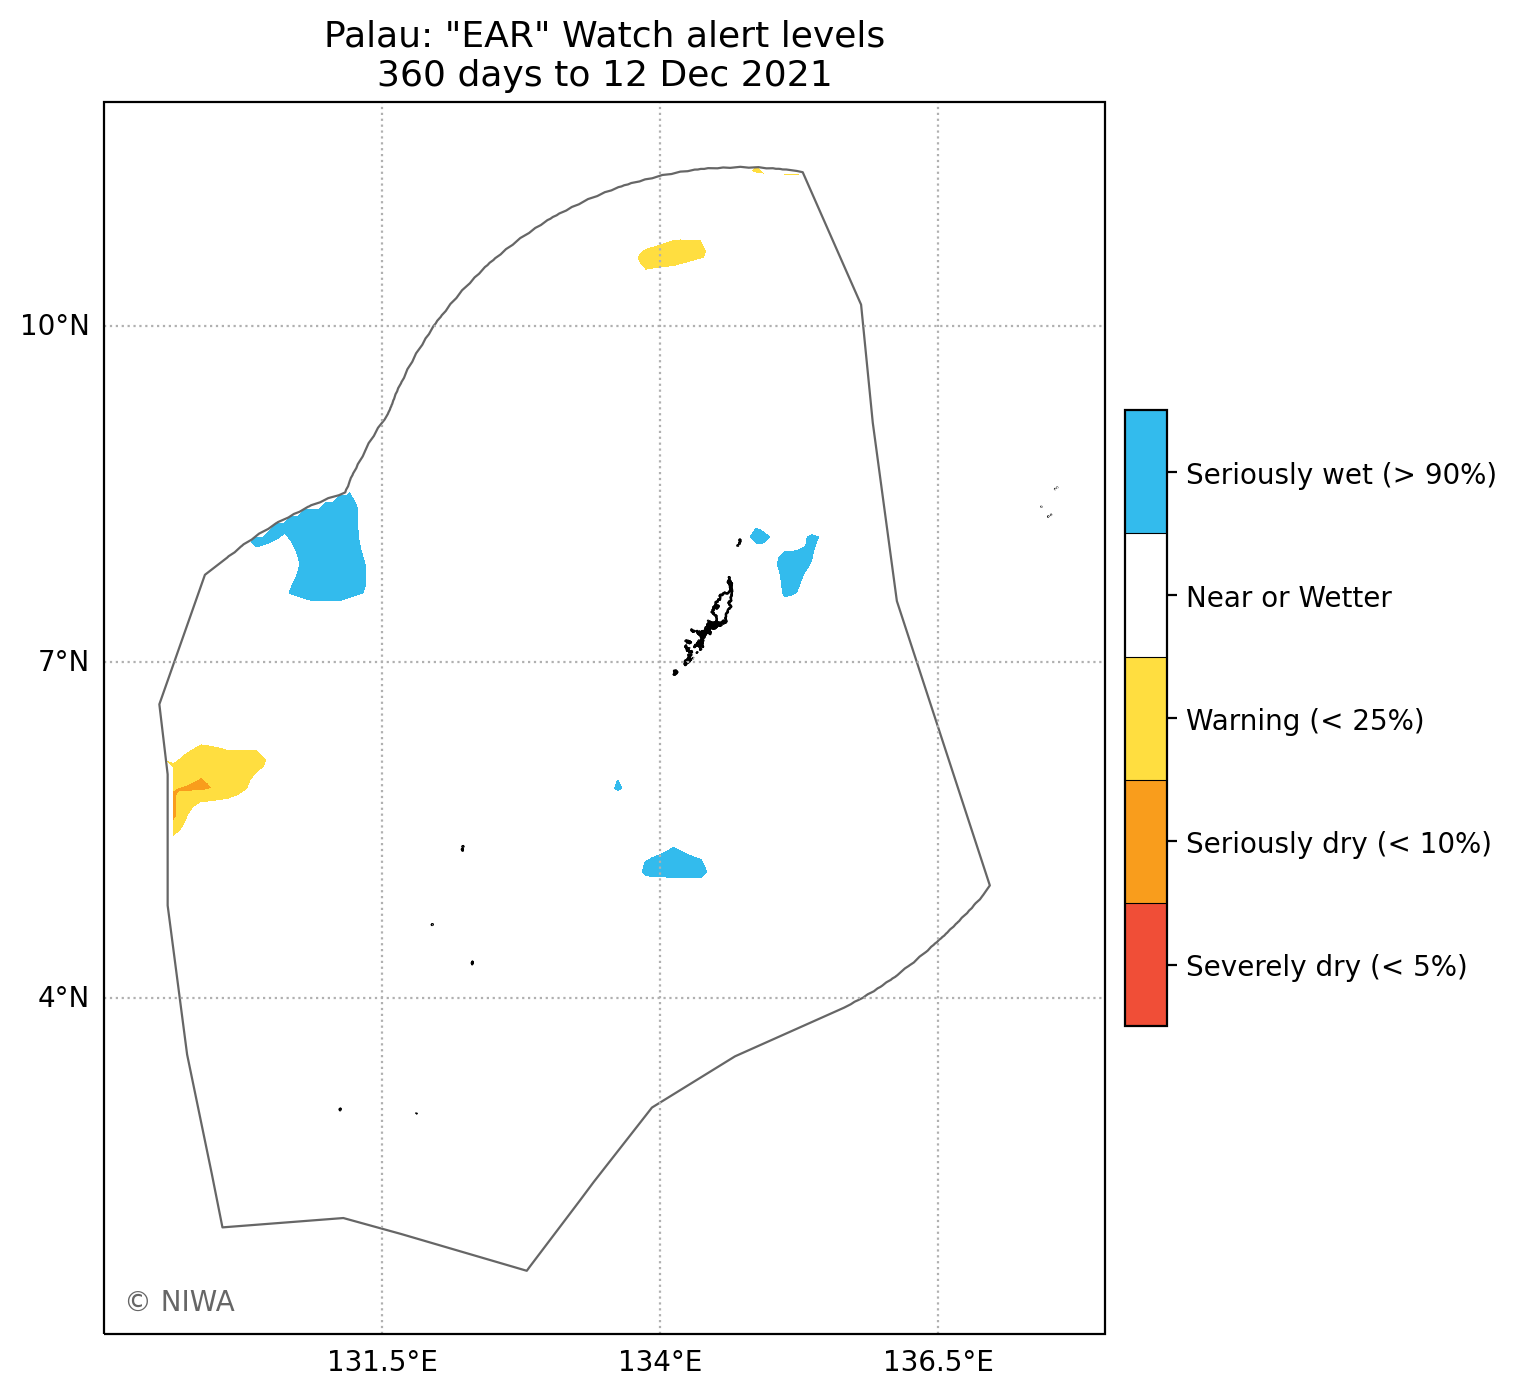 Palau: "EAR" Watch alert levels
360 days to 12 Dec 2021
10°N
7°N
4°N
131.5°E
134°E
136.5°E
Seriously wet (> 90%)
Near or Wetter
Warning (< 25%)
Seriously dry (< 10%)
Severely dry (< 5%)
© NIWA